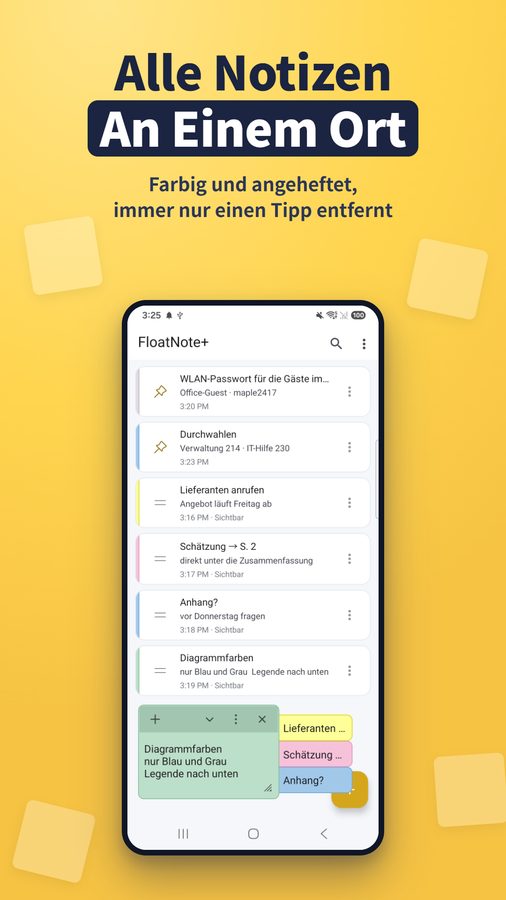 Alle Notizen
An Einem Ort
Farbig und angeheftet,
immer nur einen Tipp entfernt
3:25
100
FloatNote+
WLAN-Passwort für die Gäste im…
Office-Guest · maple2417
3:20 PM
Durchwahlen
Verwaltung 214 · IT-Hilfe 230
3:23 PM
Lieferanten anrufen
Angebot läuft Freitag ab
3:16 PM · Sichtbar
Schätzung → S. 2
direkt unter die Zusammenfassung
3:17 PM · Sichtbar
Anhang?
vor Donnerstag fragen
3:18 PM · Sichtbar
Diagrammfarben
nur Blau und Grau Legende nach unten
3:19 PM · Sichtbar
Diagrammfarben
nur Blau und Grau
Legende nach unten
Lieferanten …
Schätzung …
Anhang?